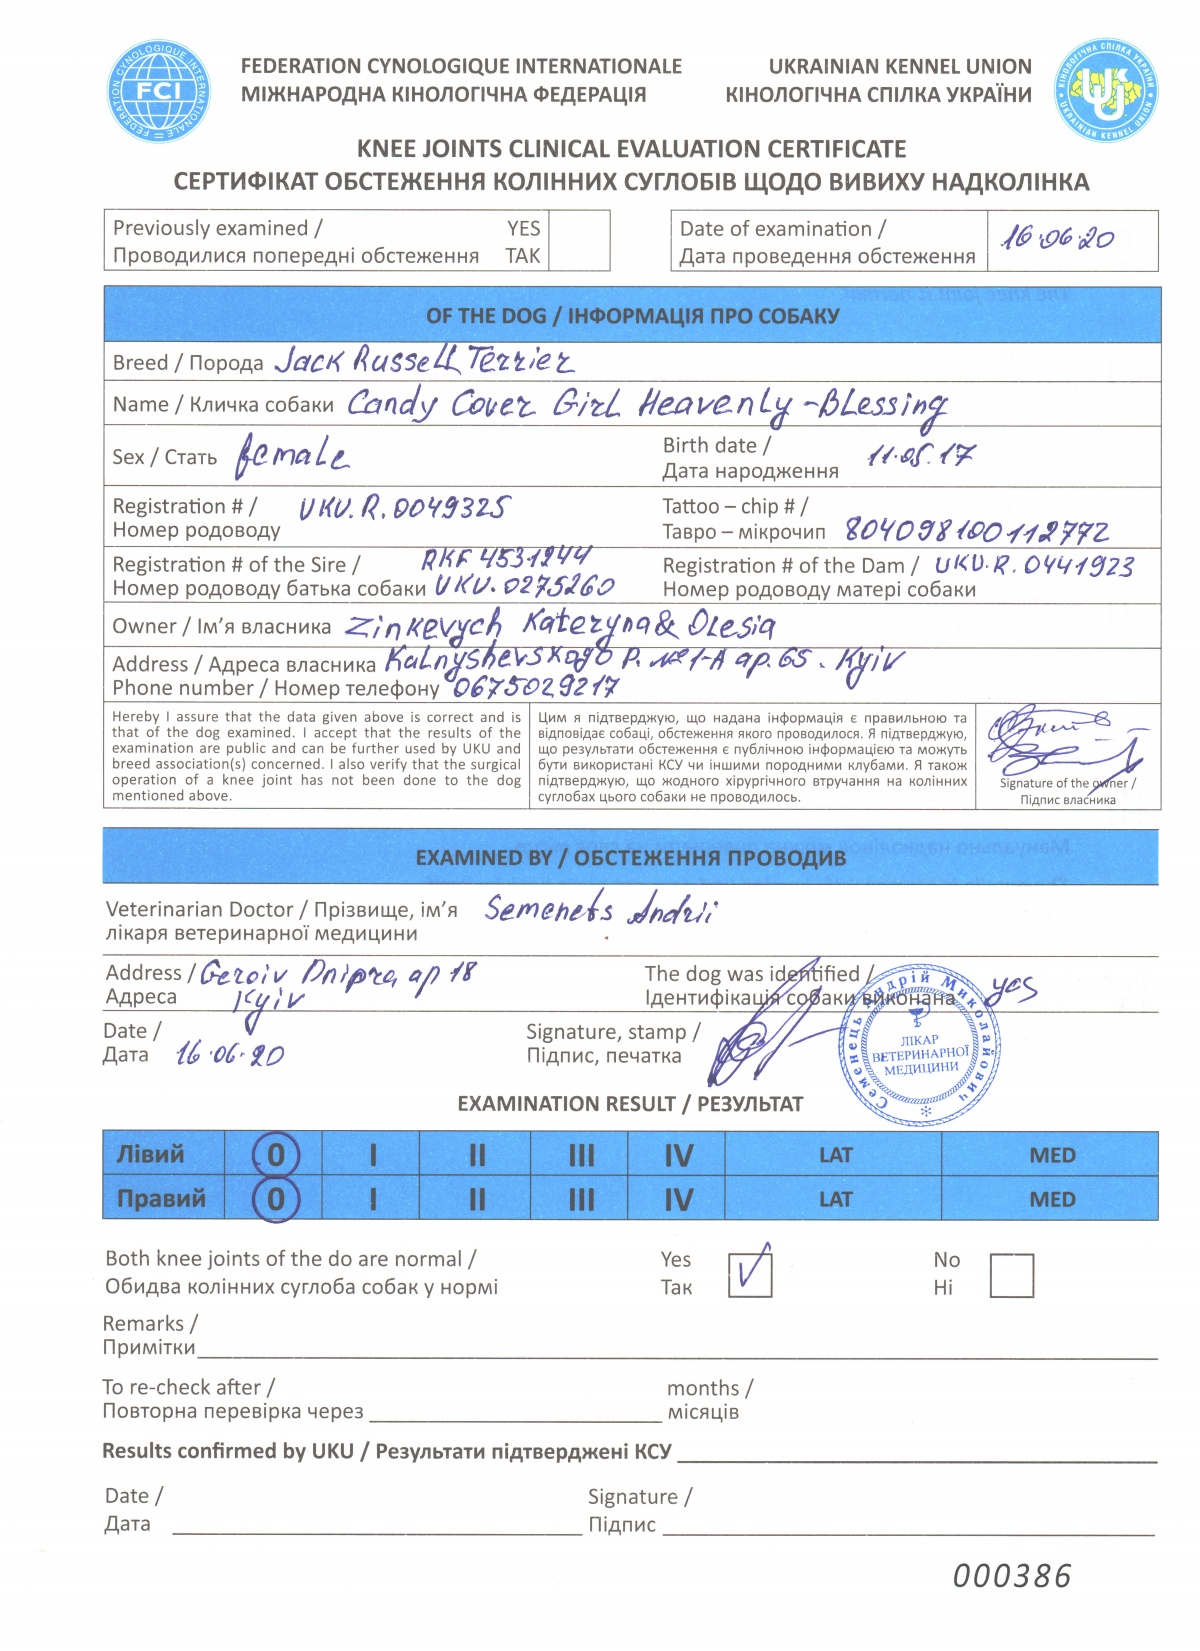 FEDERATION CYNOLOGIQUE INTERNATIONALE
FCI
FEDERATION CYNOLOGIQUE INTERNATIONALE
МІЖНАРОДНА КІНОЛОГІЧНА ФЕДЕРАЦІЯ
UKRAINIAN KENNEL UNION
КІНОЛОГІЧНА СПІЛКА УКРАЇНИ
КІНОЛОГІЧНА СПІЛКА УКРАЇНИ
UKU
UKRAINIAN KENNEL UNION
KNEE JOINTS CLINICAL EVALUATION CERTIFICATE
СЕРТИФІКАТ ОБСТЕЖЕННЯ КОЛІННИХ СУГЛОБІВ ЩОДО ВИВИХУ НАДКОЛІНКА
Previously examined / YES
Проводилися попередні обстеження ТАК
Date of examination /
Дата проведення обстеження
16.06.20
OF THE DOG / ІНФОРМАЦІЯ ПРО СОБАКУ
Breed / Порода Jack Russell Terrier
Name / Кличка собаки Candy Cover Girl Heavenly-Blessing
Sex / Стать female
Birth date /
Дата народження
11.05.17
Registration # /
Номер родоводу
UKU.R.0049325
Tattoo – chip # /
Тавро – мікрочип 804098100112772
Registration # of the Sire / RKF 4531244
Номер родоводу батька собаки UKU.0275260
Registration # of the Dam / UKU.R.0441923
Номер родоводу матері собаки
Owner / Ім’я власника Zinkevych Kateryna & Olesia
Address / Адреса власника Kalnyshevskogo P. №1-A ap.65. Kyiv
Phone number / Номер телефону 0675029217
Hereby I assure that the data given above is correct and is
that of the dog examined. I accept that the results of the
examination are public and can be further used by UKU and
breed association(s) concerned. I also verify that the surgical
operation of a knee joint has not been done to the dog
mentioned above.
Цим я підтверджую, що надана інформація є правильною та
відповідає собаці, обстеження якого проводилося. Я підтверджую,
що результати обстеження є публічною інформацією та можуть
бути використані КСУ чи іншими породними клубами. Я також
підтверджую, що жодного хірургічного втручання на колінних
суглобах цього собаки не проводилось.
Signature of the owner /
Підпис власника
EXAMINED BY / ОБСТЕЖЕННЯ ПРОВОДИВ
Veterinarian Doctor / Прізвище, ім’я Semenets Andrii
лікаря ветеринарної медицини
Address / Geroiv Dnipra ap 18
Адреса Kyiv
The dog was identified /
Ідентифікація собаки виконана yes
Date /
Дата 16.06.20
Signature, stamp /
Підпис, печатка
Семенець Андрій Миколайович
ЛІКАР
ВЕТЕРИНАРНОЇ
МЕДИЦИНИ
EXAMINATION RESULT / РЕЗУЛЬТАТ
Лівий 0 I II III IV LAT MED
Правий 0 I II III IV LAT MED
Both knee joints of the do are normal / Yes No
Обидва колінних суглоба собак у нормі Так Ні
Remarks /
Примітки
To re-check after / months /
Повторна перевірка через місяців
Results confirmed by UKU / Результати підтверджені КСУ
Date / Signature /
Дата Підпис
000386